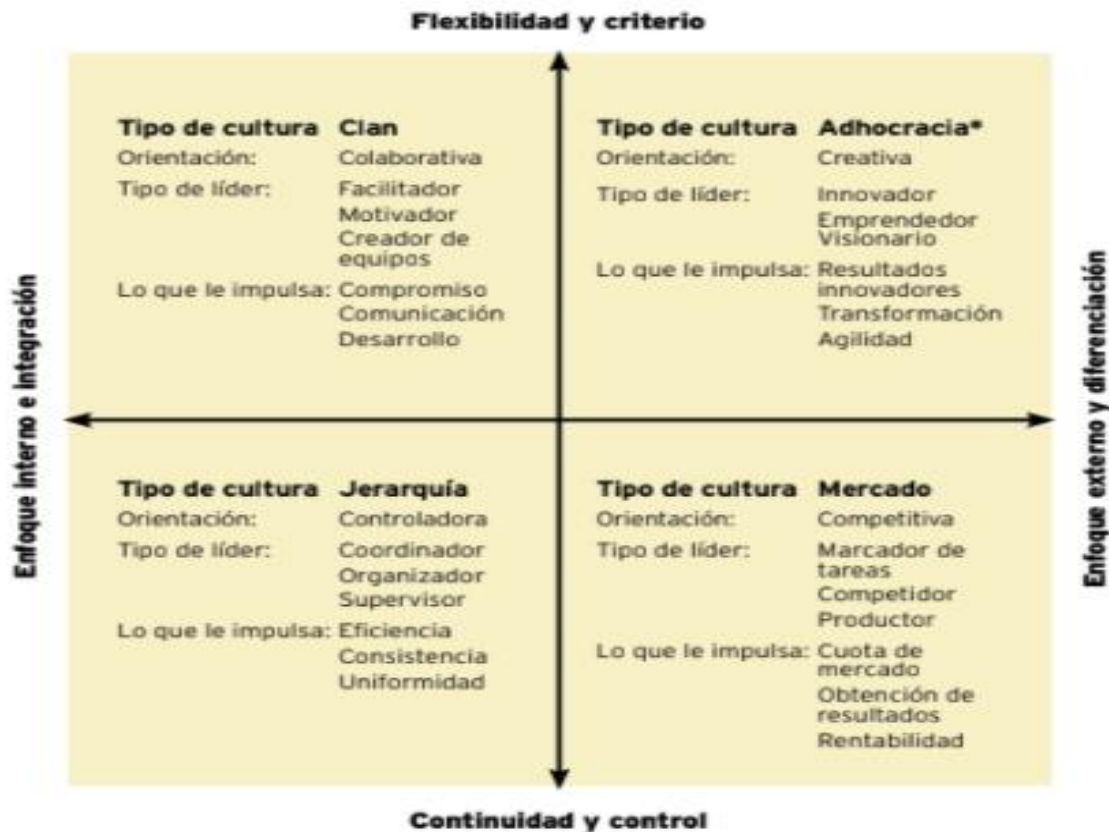 Flexibilidad y criterio
Enfoque interno e integración
Tipo de cultura Clan
Orientación: Colaborativa
Tipo de líder: Facilitador
Motivador
Creador de
equipos
Lo que le impulsa: Compromiso
Comunicación
Desarrollo
Tipo de cultura Adhocracia*
Orientación: Creativa
Tipo de líder: Innovador
Emprendedor
Visionario
Lo que le impulsa: Resultados
innovadores
Transformación
Agilidad
Tipo de cultura Jerarquía
Orientación: Controladora
Tipo de líder: Coordinador
Organizador
Supervisor
Lo que le impulsa: Eficiencia
Consistencia
Uniformidad
Tipo de cultura Mercado
Orientación: Competitiva
Tipo de líder: Marcador de
tareas
Competidor
Productor
Lo que le impulsa: Cuota de
mercado
Obtención de
resultados
Rentabilidad
Enfoque externo y diferenciación
Continuidad y control